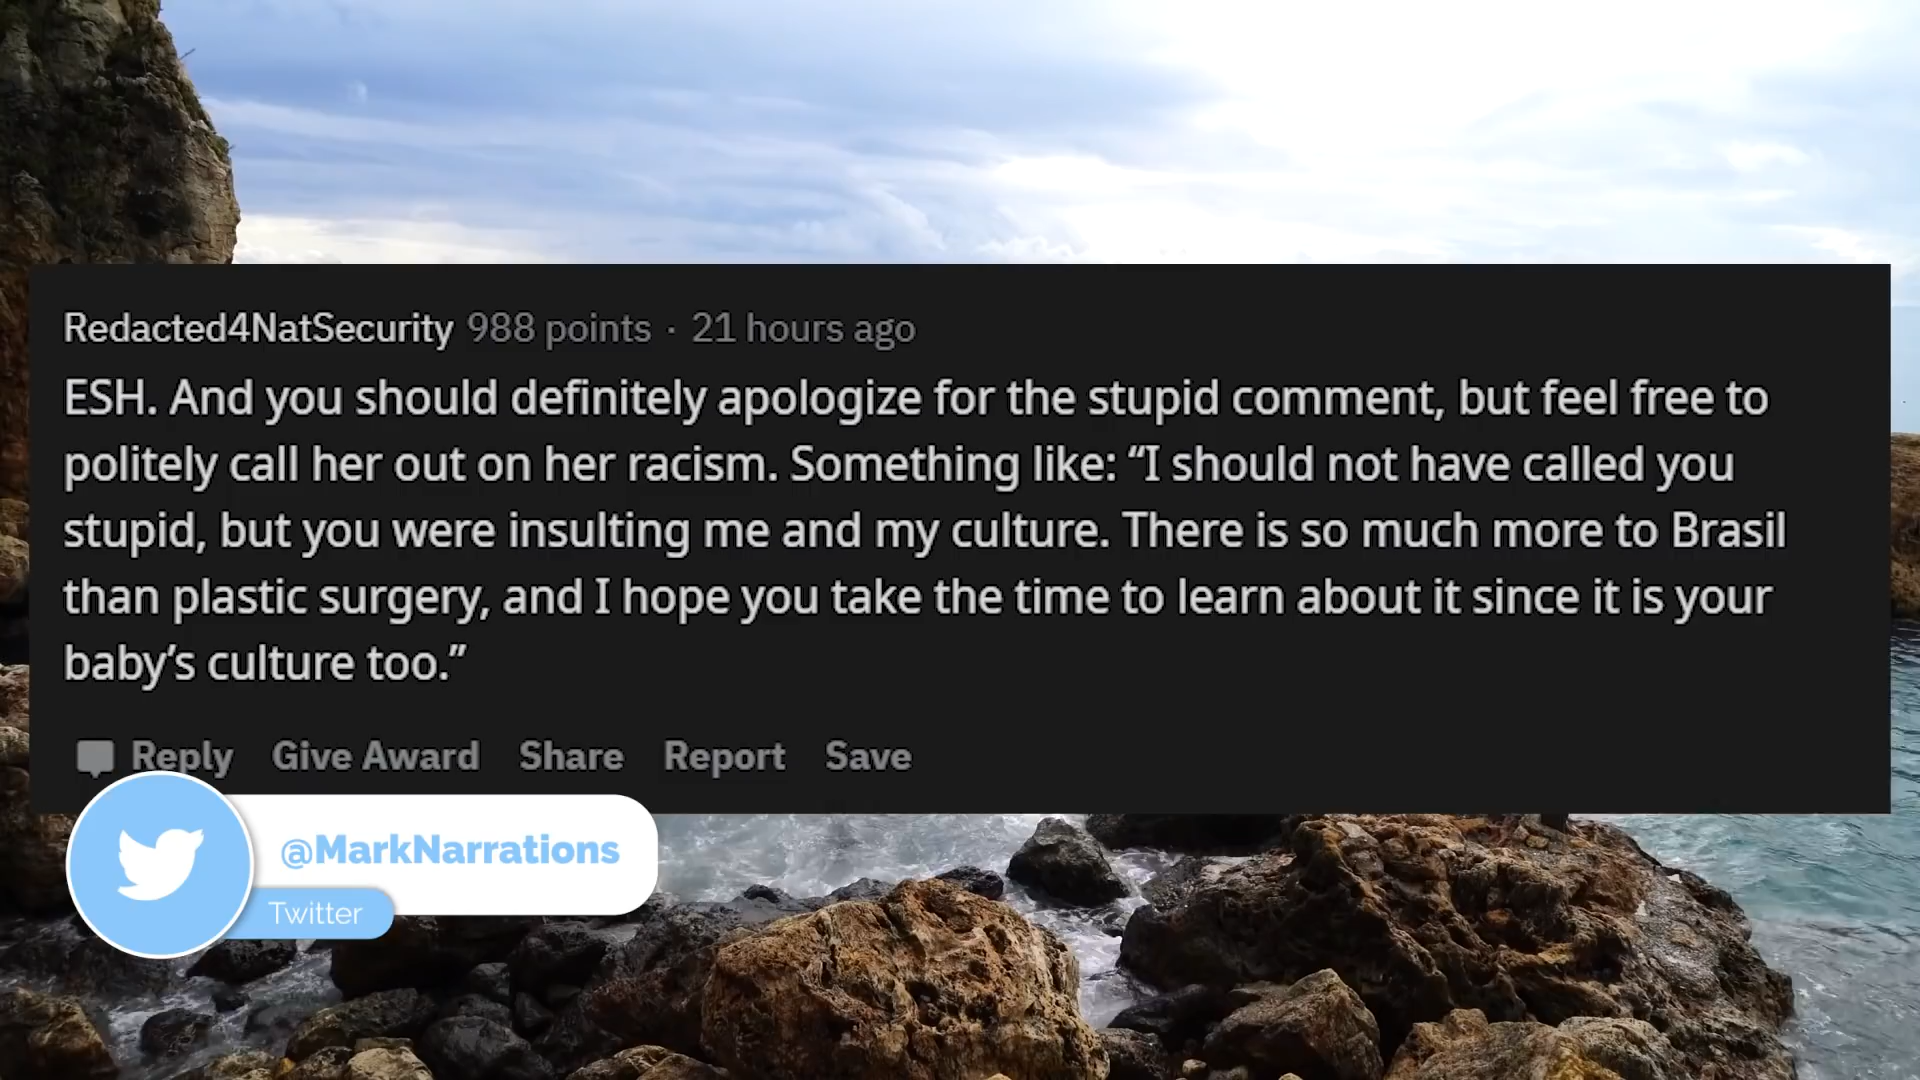 Redacted4NatSecurity 988 points · 21 hours ago
ESH. And you should definitely apologize for the stupid comment, but feel free to
politely call her out on her racism. Something like: “I should not have called you
stupid, but you were insulting me and my culture. There is so much more to Brasil
than plastic surgery, and I hope you take the time to learn about it since it is your
baby’s culture too.”
Reply Give Award Share Report Save
@MarkNarrations
Twitter